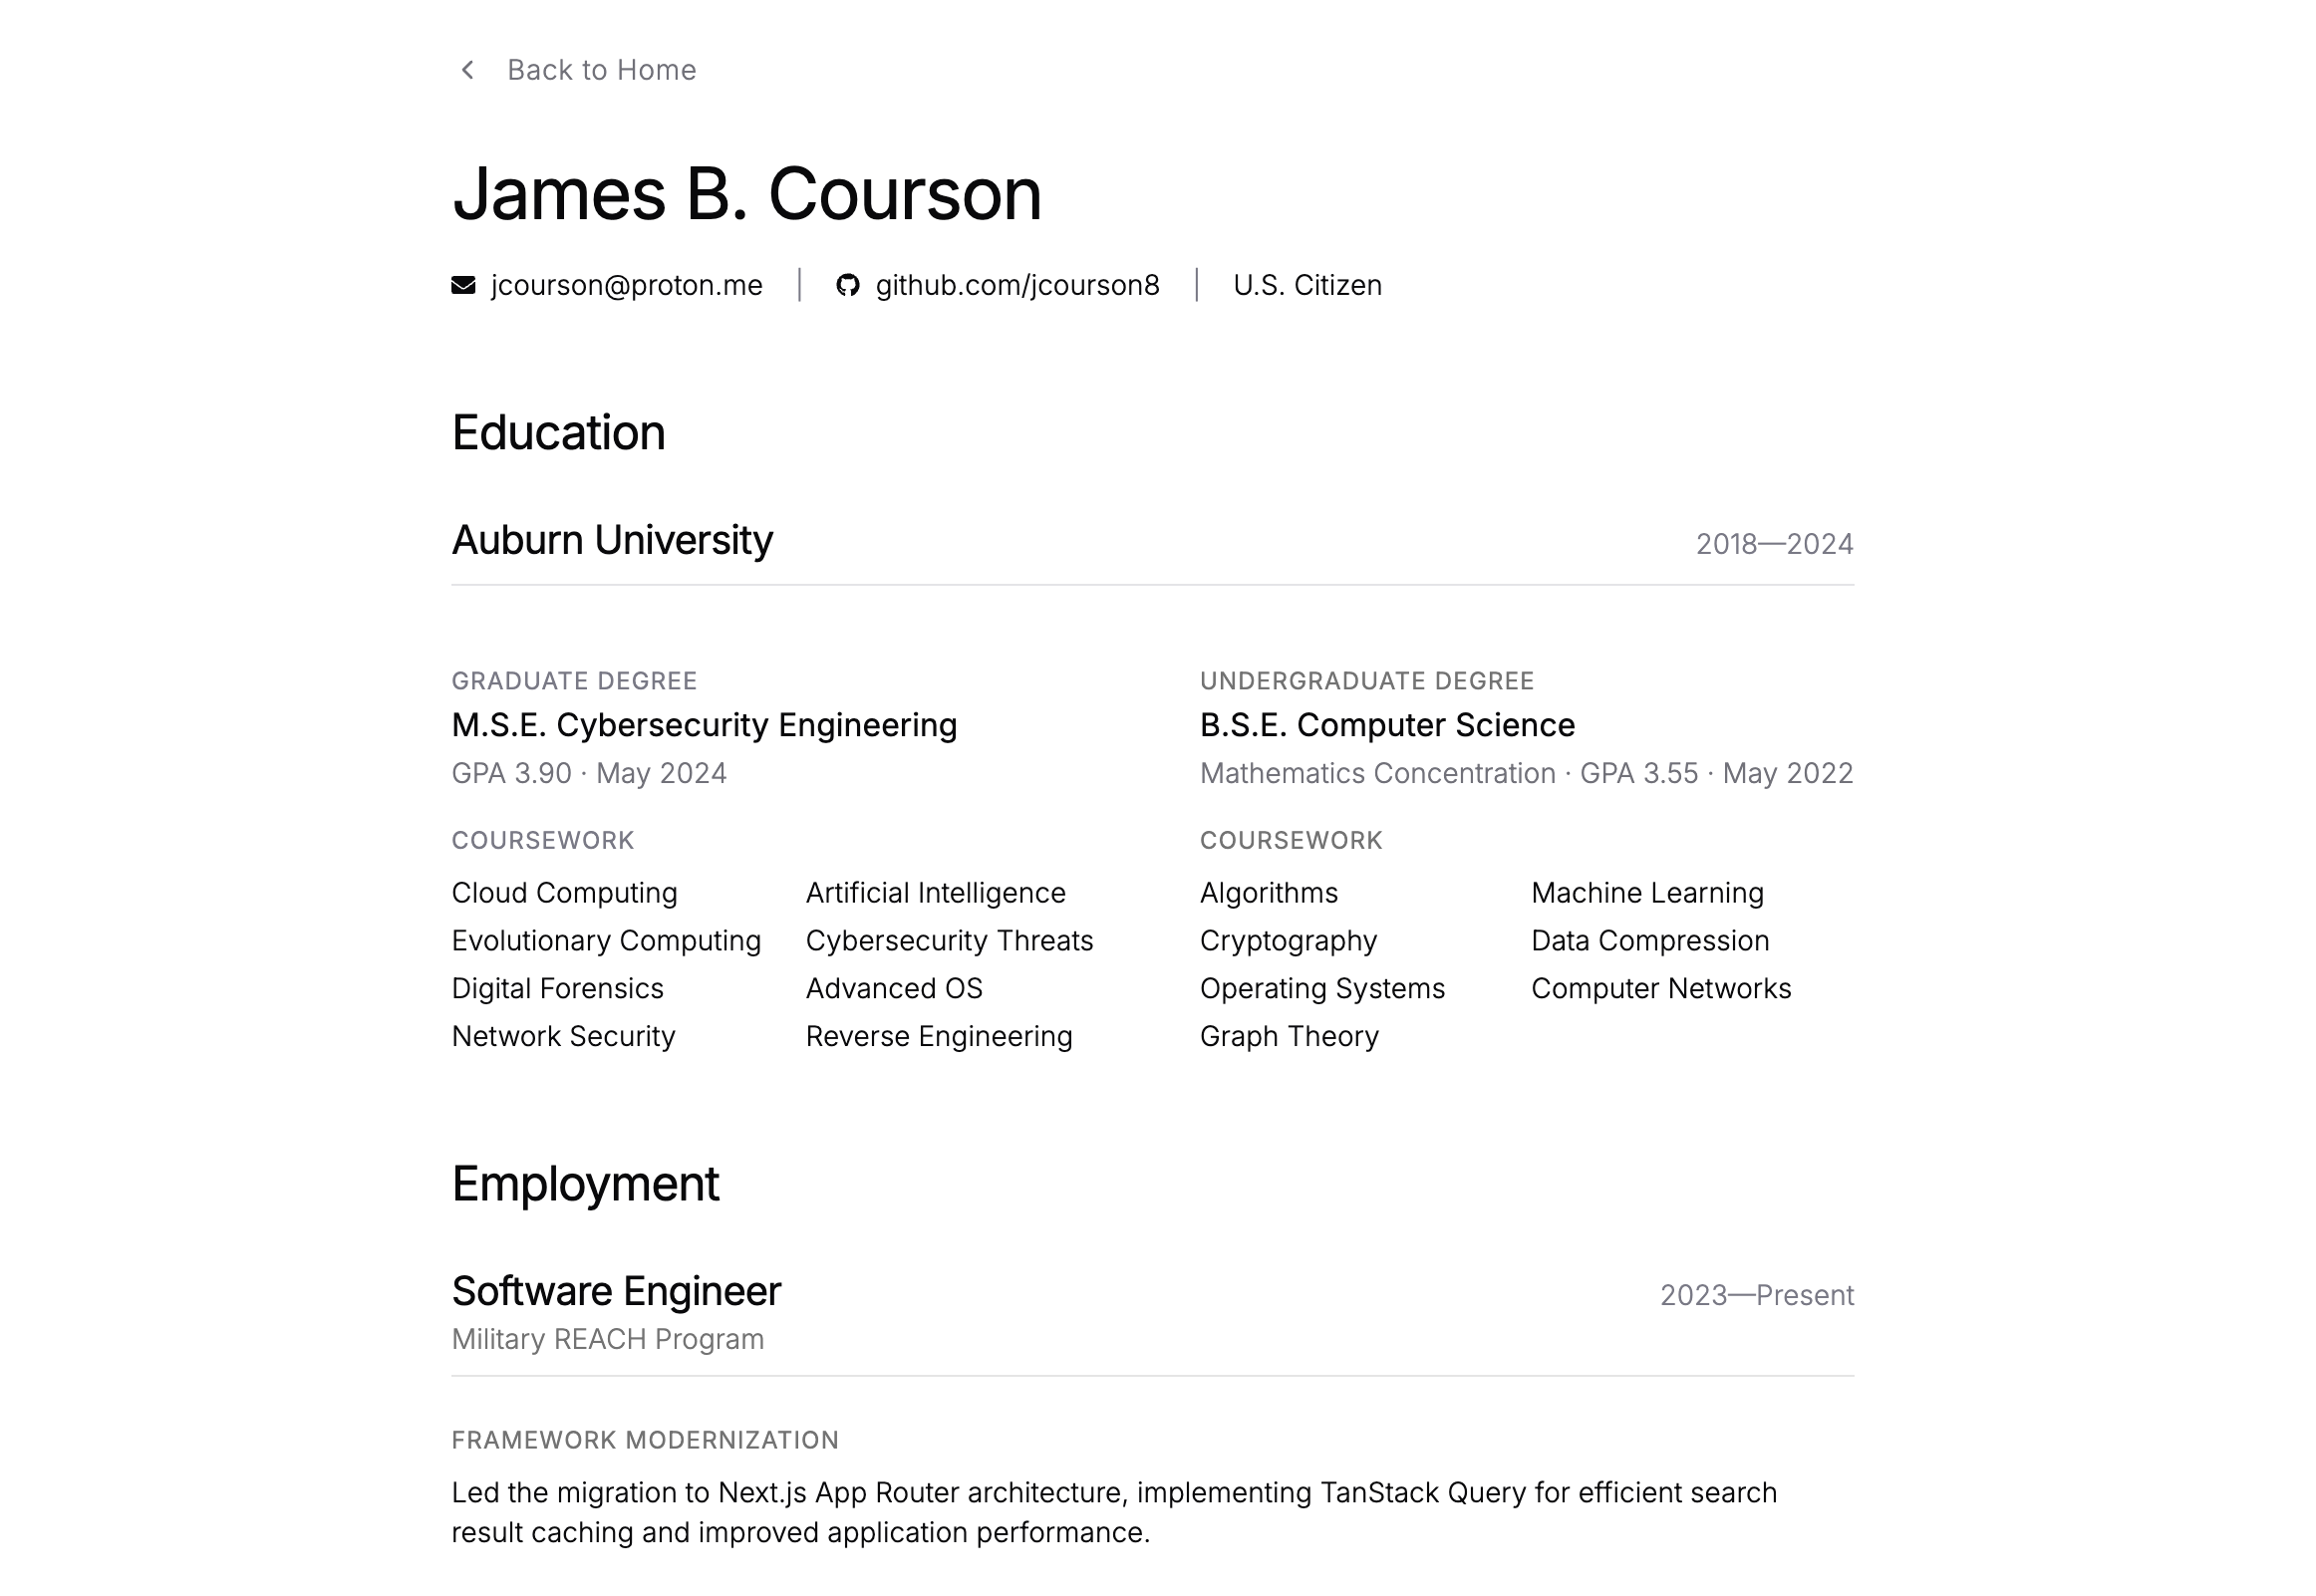 Back to Home
James B. Courson
jcourson@proton.me | github.com/jcourson8 | U.S. Citizen
Education
Auburn University 2018—2024
GRADUATE DEGREE
M.S.E. Cybersecurity Engineering
GPA 3.90 · May 2024
COURSEWORK
Cloud Computing Artificial Intelligence
Evolutionary Computing Cybersecurity Threats
Digital Forensics Advanced OS
Network Security Reverse Engineering
UNDERGRADUATE DEGREE
B.S.E. Computer Science
Mathematics Concentration · GPA 3.55 · May 2022
COURSEWORK
Algorithms Machine Learning
Cryptography Data Compression
Operating Systems Computer Networks
Graph Theory
Employment
Software Engineer 2023—Present
Military REACH Program
FRAMEWORK MODERNIZATION
Led the migration to Next.js App Router architecture, implementing TanStack Query for efficient search
result caching and improved application performance.